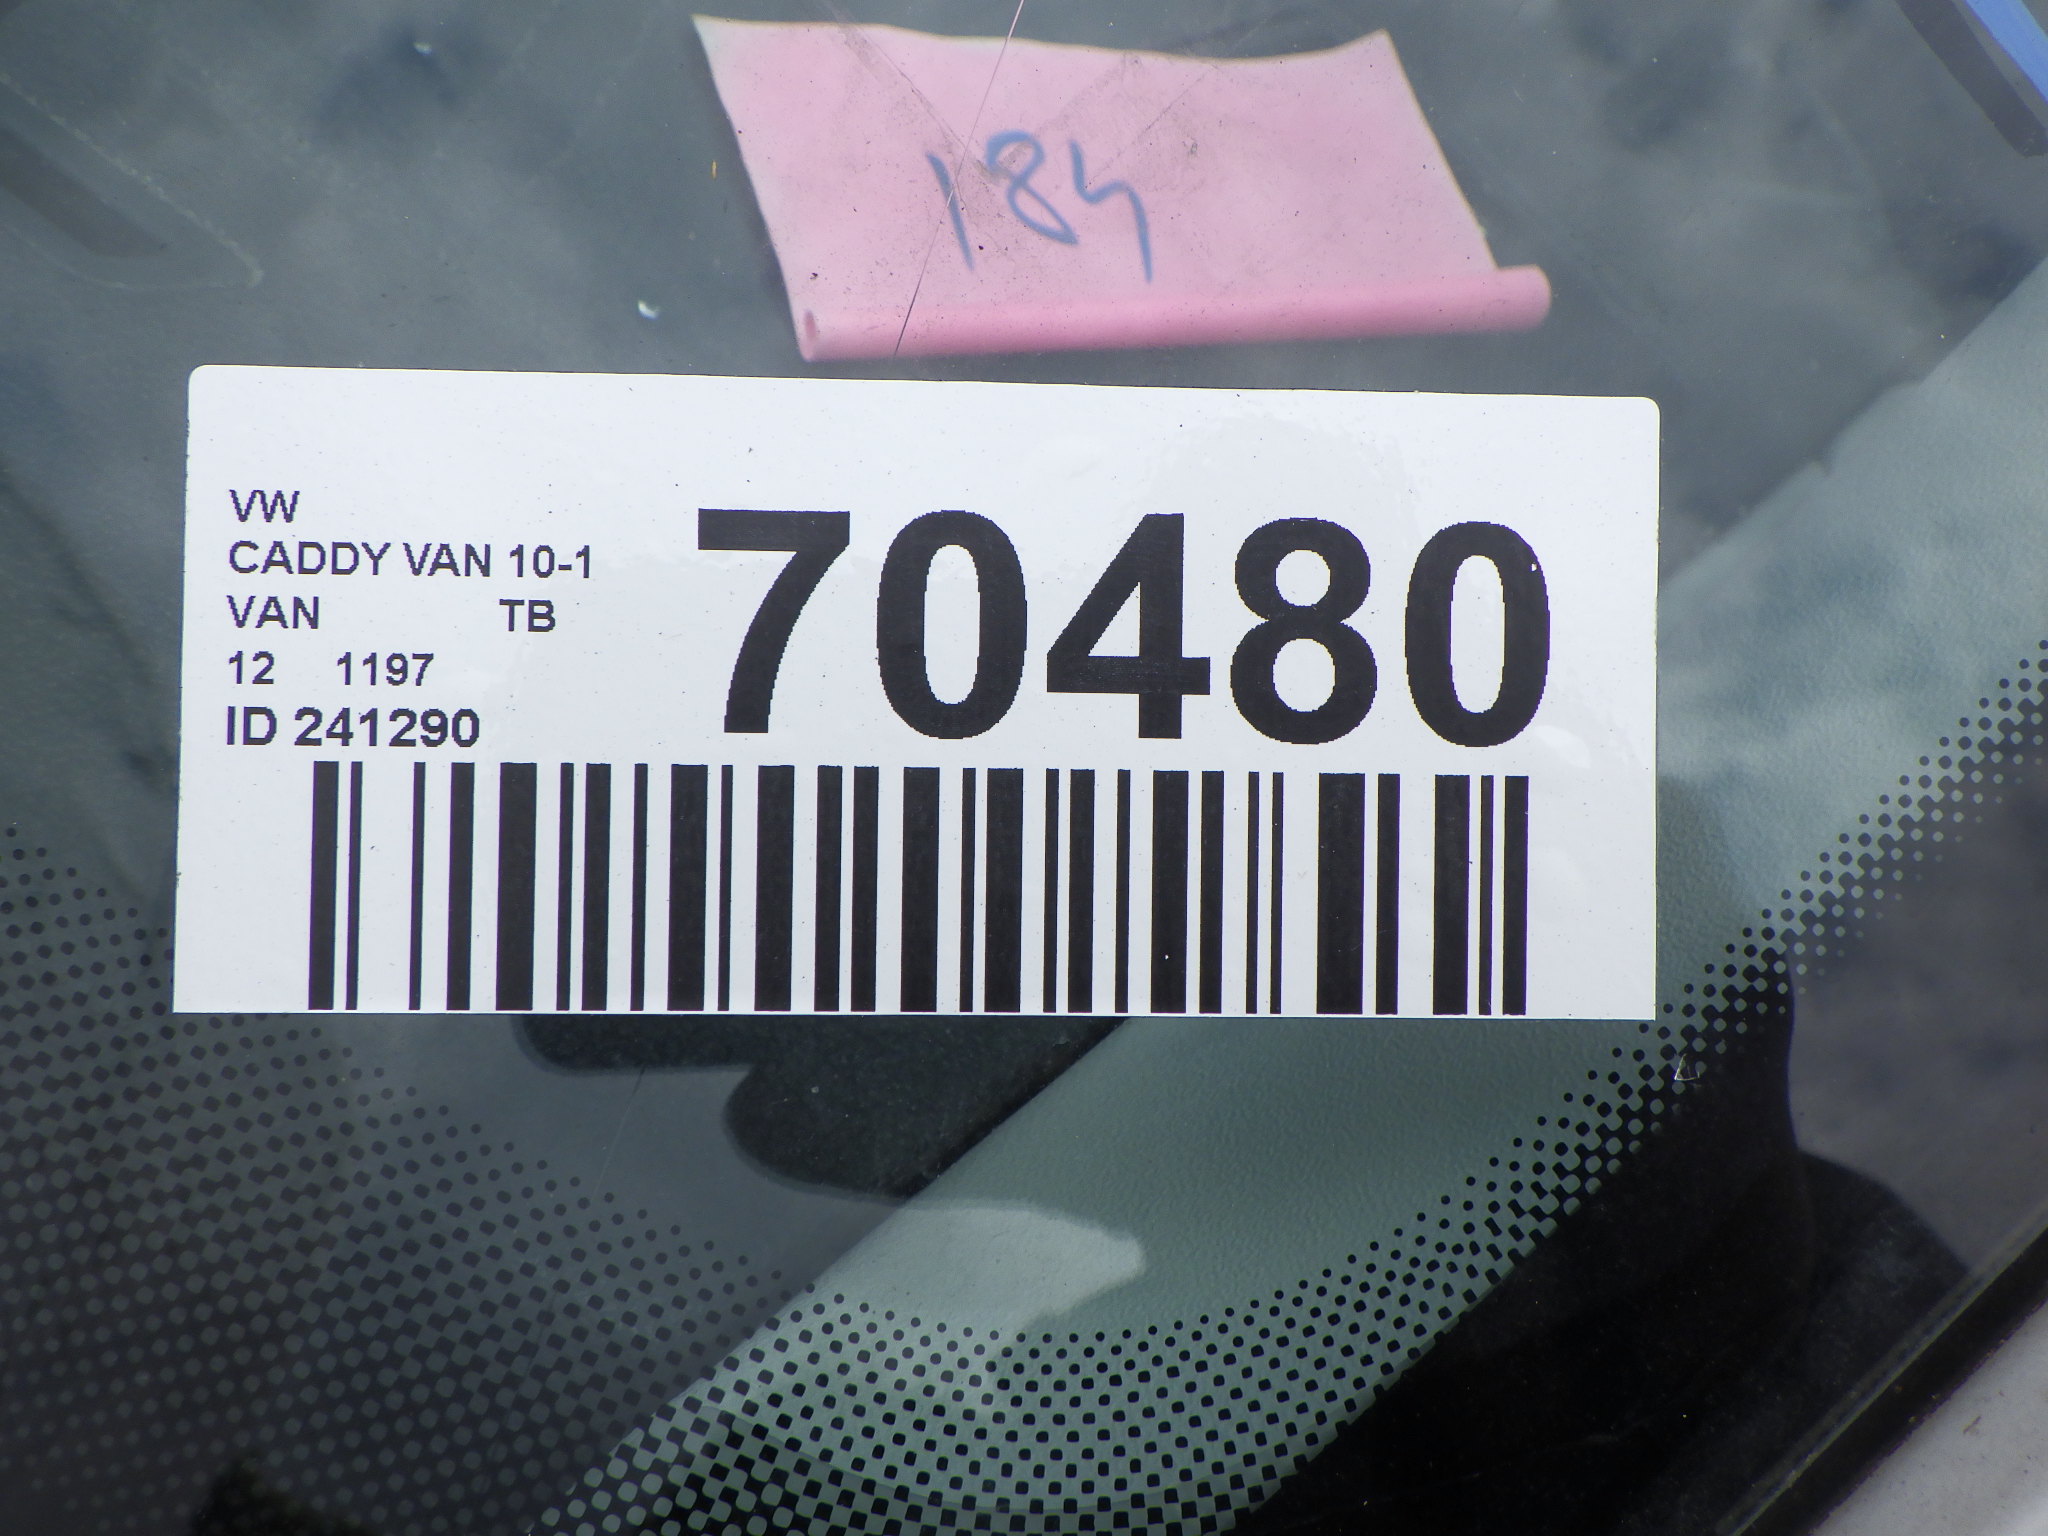 184
VW
CADDY VAN 10-1
VAN TB
12 1197
ID 241290
70480